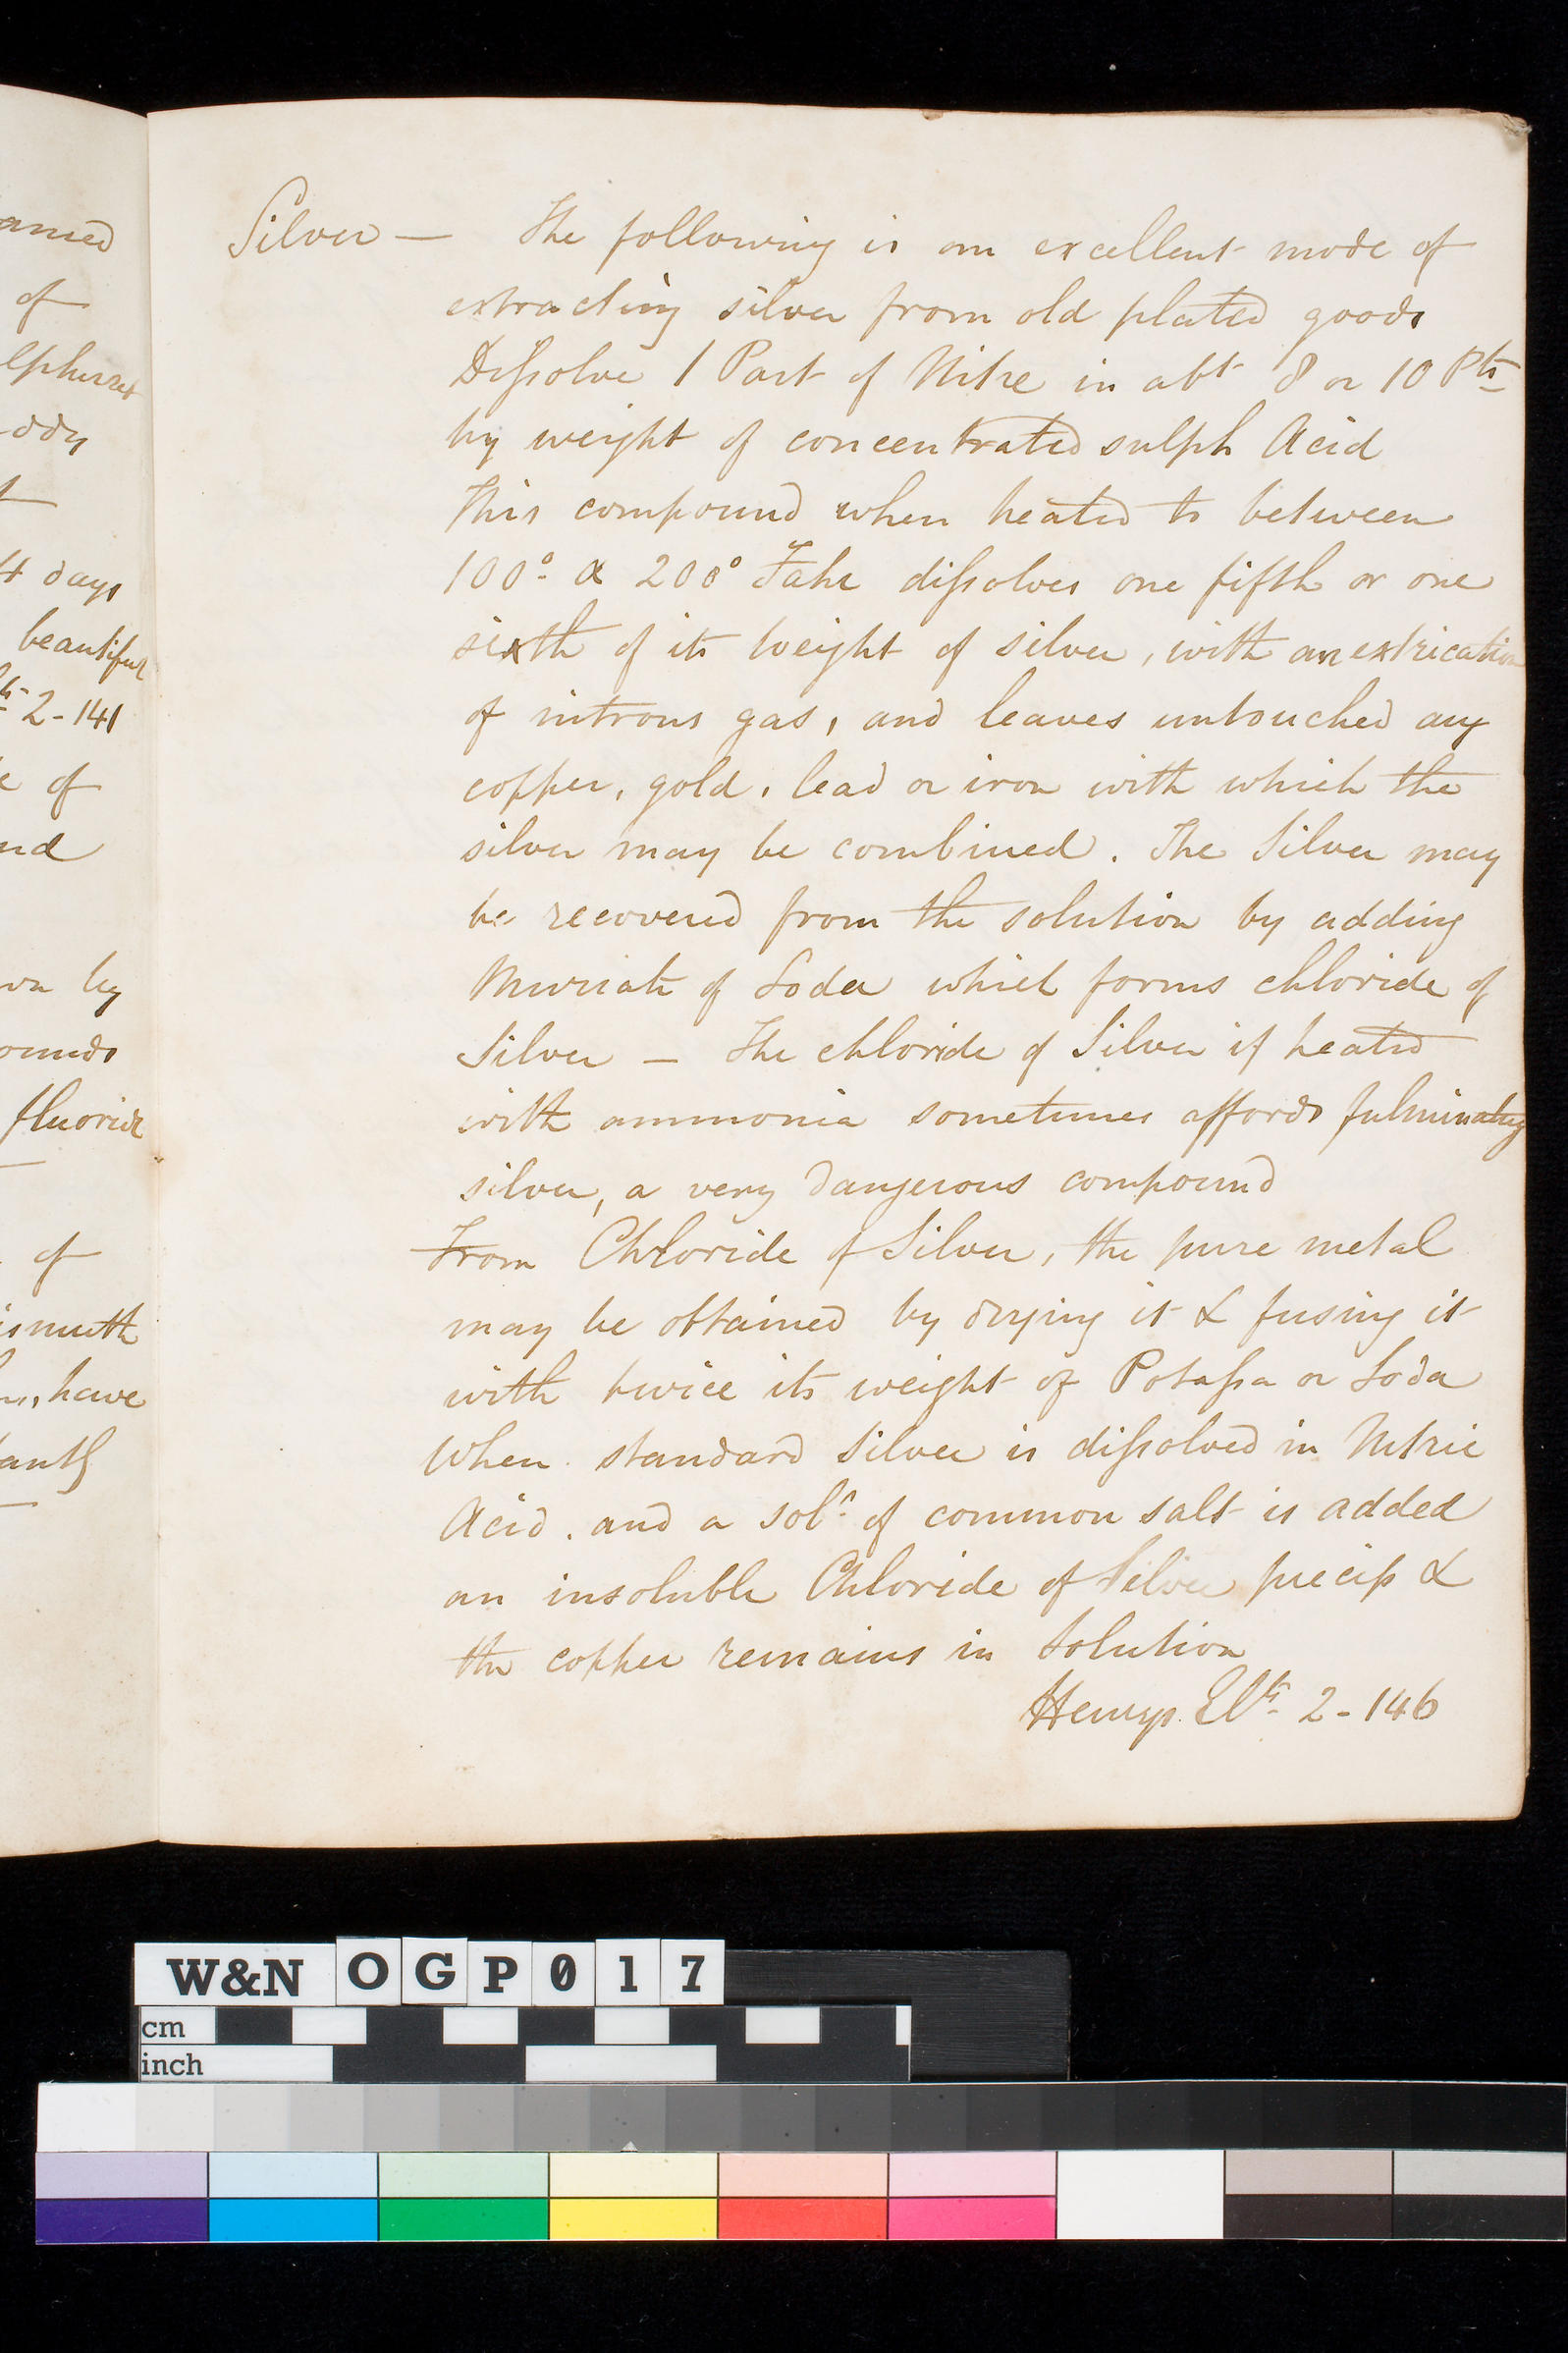 amed
of
lphurret
ddy
t
4 days
beautiful
2-141
of
nd
on by
ounds
fluoride
of
ismuth
have
Silver — The following is an excellent mode of
extracting silver from old plated goods
Dissolve 1 Part of Nitre in abt 8 or 10 Pts
by weight of concentrated sulph Acid
This compound when heated to between
100° & 200° Fahr dissolves one fifth or one
sixth of its weight of silver, with an extrication
of nitrous gas, and leaves untouched any
copper, gold, lead or iron with which the
silver may be combined. The Silver may
be recovered from the solution by adding
Muriate of Soda which forms chloride of
Silver — The chloride of Silver if heated
with ammonia sometimes affords fulminating
silver, a very dangerous compound
From Chloride of Silver, the pure metal
may be obtained by drying it & fusing it
with twice its weight of Potassa or Soda
When standard Silver is dissolved in Nitric
Acid. and a soln of common salt is added
an insoluble Chloride of Silver precip &
the copper remains in Solution
Henrys Elts 2-146
W&N OGP017
cm
inch